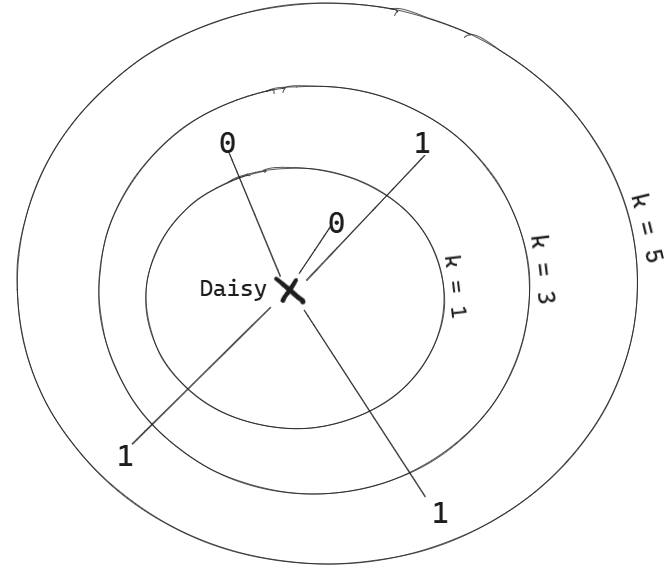 0
1
k = 5
0
k = 3
k = 1
Daisy
1
1